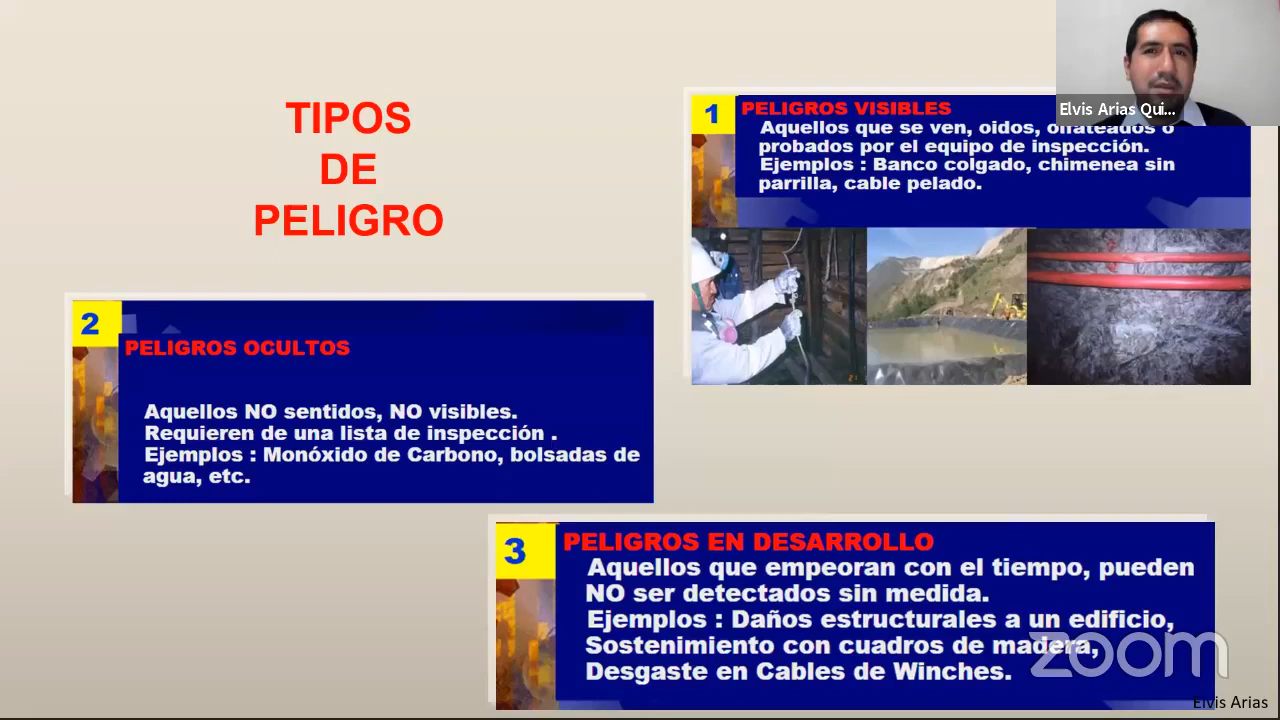 TIPOS
DE
PELIGRO
1
PELIGROS VISIBLES
Aquellos que se ven, oidos, olfateados o
probados por el equipo de inspección.
Ejemplos : Banco colgado, chimenea sin
parrilla, cable pelado.
2
PELIGROS OCULTOS
Aquellos NO sentidos, NO visibles.
Requieren de una lista de inspección .
Ejemplos : Monóxido de Carbono, bolsadas de
agua, etc.
3
PELIGROS EN DESARROLLO
Aquellos que empeoran con el tiempo, pueden
NO ser detectados sin medida.
Ejemplos : Daños estructurales a un edificio,
Sostenimiento con cuadros de madera,
Desgaste en Cables de Winches.
Elvis Arias Qui...
zoom
Elvis Arias